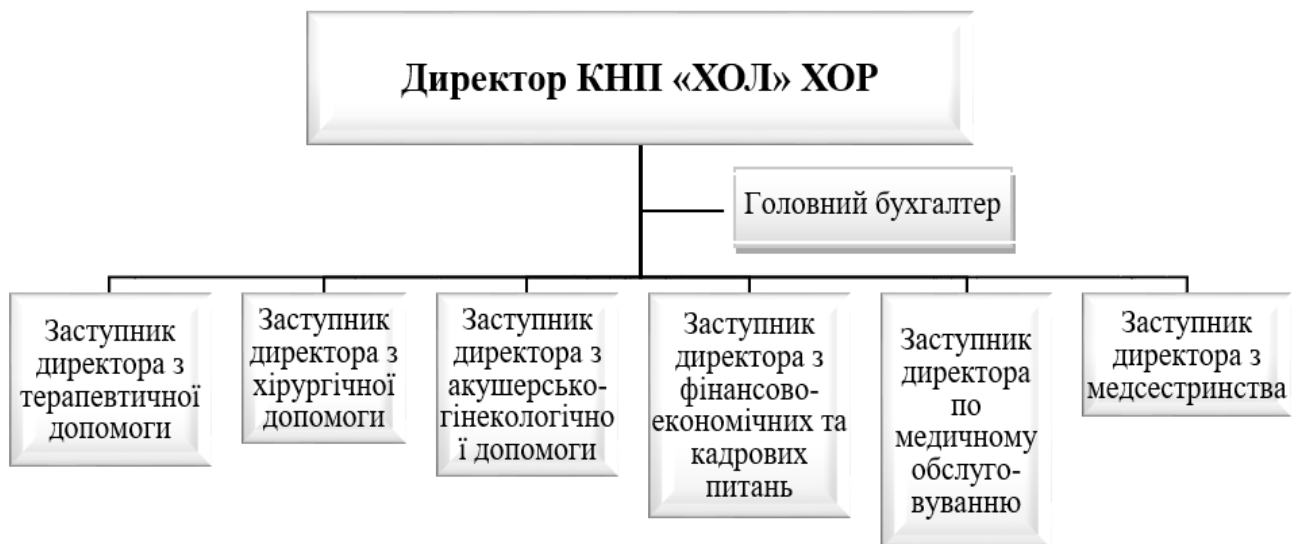 Директор КНП «ХОЛ» ХОР
Головний бухгалтер
Заступник
директора з
терапевтичної
допомоги
Заступник
директора з
хірургічної
допомоги
Заступник
директора з
акушерсько-
гінекологічно
ї допомоги
Заступник
директора з
фінансово-
економічних та
кадрових
питань
Заступник
директора
по
медичному
обслуго-
вуванню
Заступник
директора з
медсестринства